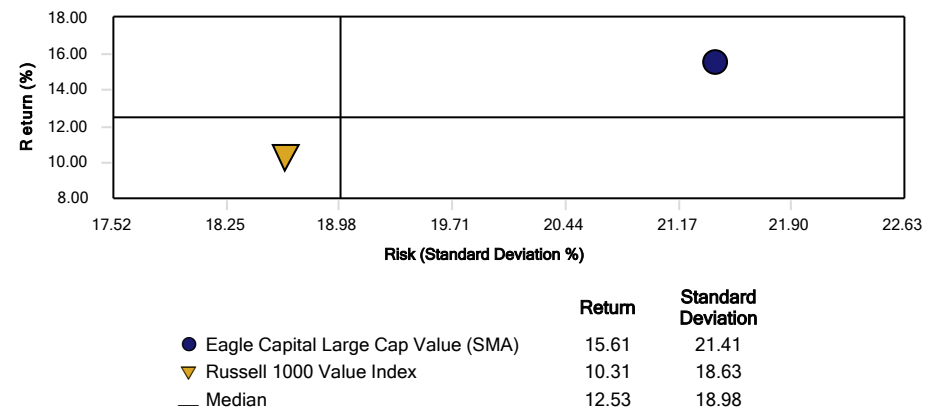 18.00
16.00
14.00
12.00
10.00
8.00
Return (%)
17.52 18.25 18.98 19.71 20.44 21.17 21.90 22.63
Risk (Standard Deviation %)
Return Standard Deviation
Eagle Capital Large Cap Value (SMA) 15.61 21.41
Russell 1000 Value Index 10.31 18.63
Median 12.53 18.98